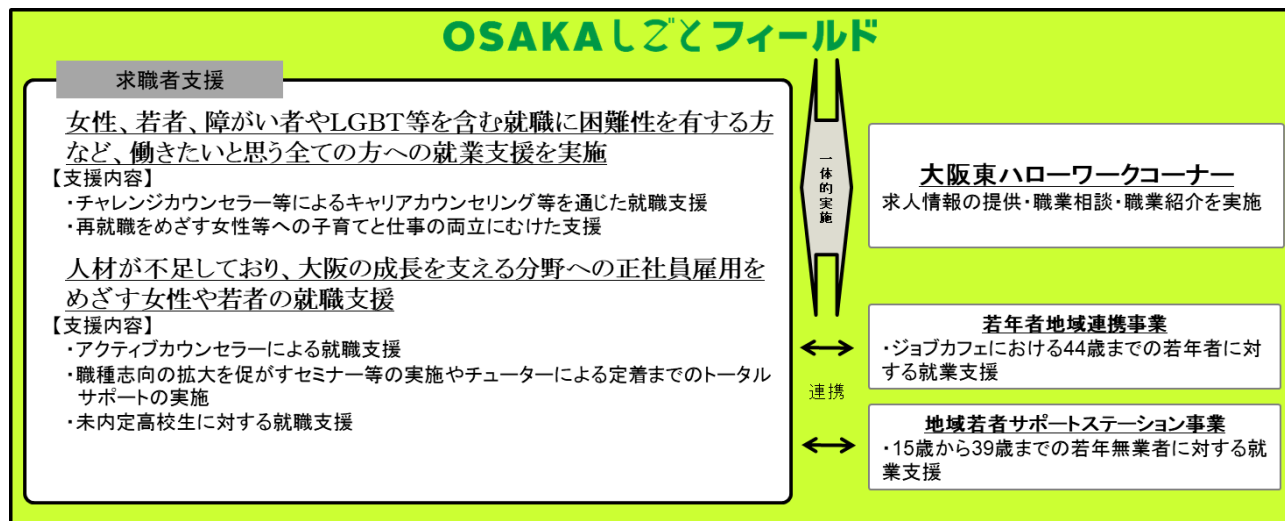 OSAKAしごとフィールド
求職者支援
女性、若者、障がい者やLGBT等を含む就職に困難性を有する方
など、働きたいと思う全ての方への就業支援を実施
【支援内容】
・チャレンジカウンセラー等によるキャリアカウンセリング等を通じた就職支援
・再就職をめざす女性等への子育てと仕事の両立にむけた支援
人材が不足しており、大阪の成長を支える分野への正社員雇用を
めざす女性や若者の就職支援
【支援内容】
・アクティブカウンセラーによる就職支援
・職種志向の拡大を促がすセミナー等の実施やチューターによる定着までのトータル
サポートの実施
・未内定高校生に対する就職支援
一体的実施
大阪東ハローワークコーナー
求人情報の提供・職業相談・職業紹介を実施
連携
若年者地域連携事業
・ジョブカフェにおける44歳までの若年者に対
する就業支援
地域若者サポートステーション事業
・15歳から39歳までの若年無業者に対する就
業支援